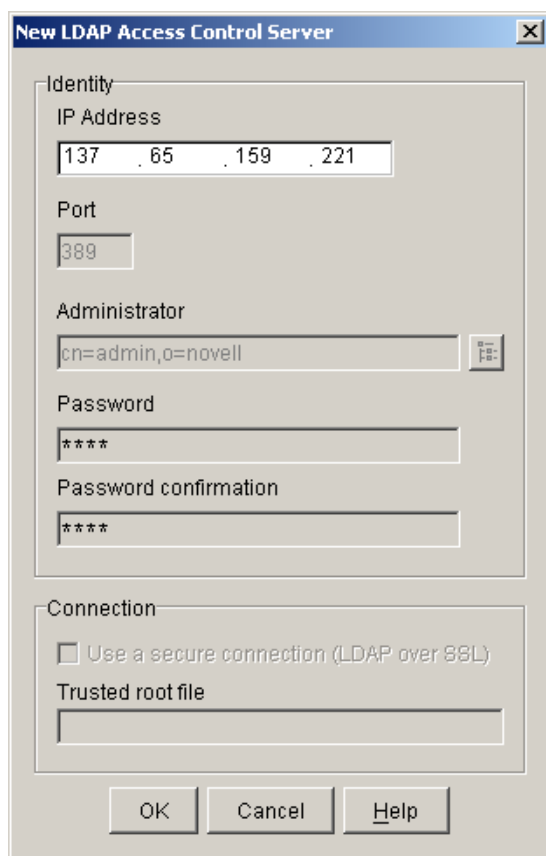 New LDAP Access Control Server
Identity
IP Address
137 . 65 . 159 . 221
Port
389
Administrator
cn=admin,o=novell
Password
****
Password confirmation
****
Connection
Use a secure connection (LDAP over SSL)
Trusted root file
OK Cancel Help